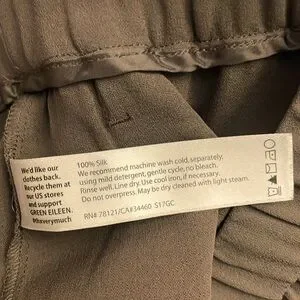 We'd like our
clothes back.
Recycle them at
our US stores
and support
GREEN EILEEN.
#haverymuch
100% Silk
We recommend machine wash cold, separately,
using mild detergent, gentle cycle, no bleach.
Rinse well. Line dry. Use cool iron, if necessary.
Do not overpress. May be dry cleaned with light steam.
RN# 78121/CA#34460 S17GC